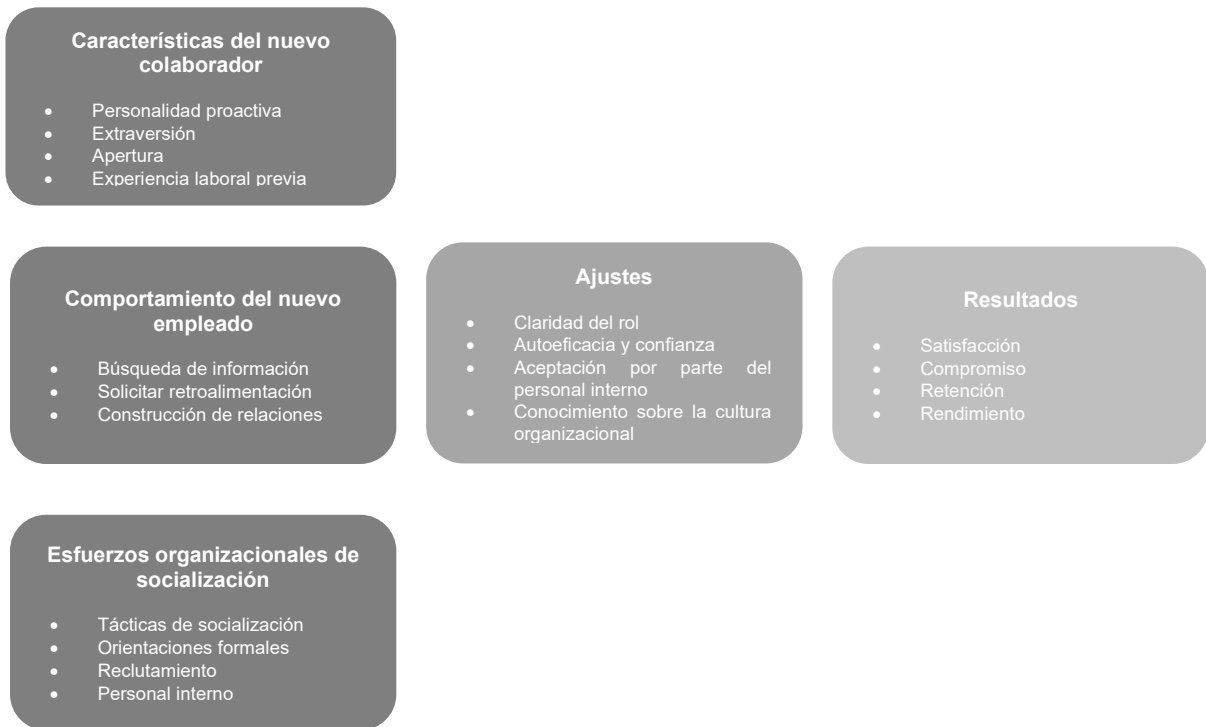 Características del nuevo
colaborador
• Personalidad proactiva
• Extraversión
• Apertura
• Experiencia laboral previa
Comportamiento del nuevo
empleado
• Búsqueda de información
• Solicitar retroalimentación
• Construcción de relaciones
Ajustes
• Claridad del rol
• Autoeficacia y confianza
• Aceptación por parte del
personal interno
• Conocimiento sobre la cultura
organizacional
Resultados
• Satisfacción
• Compromiso
• Retención
• Rendimiento
Esfuerzos organizacionales de
socialización
• Tácticas de socialización
• Orientaciones formales
• Reclutamiento
• Personal interno